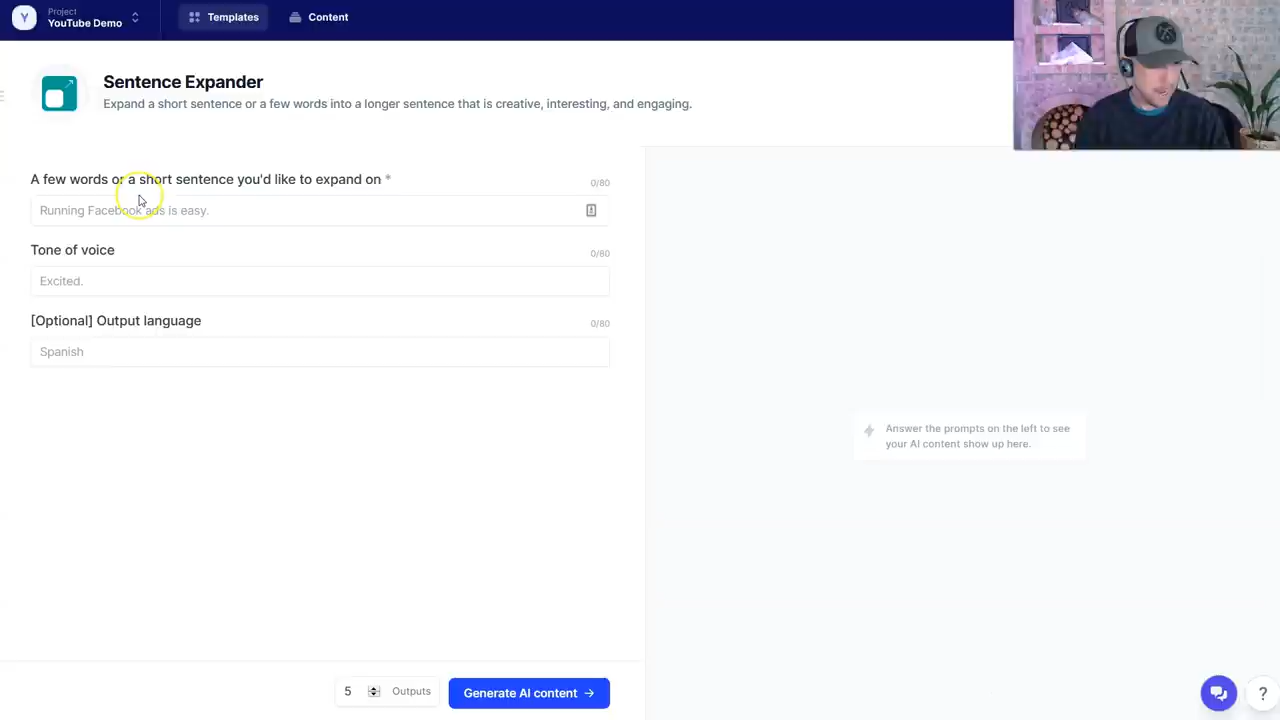 Y
Project
YouTube Demo
Templates
Content
Sentence Expander
Expand a short sentence or a few words into a longer sentence that is creative, interesting, and engaging.
A few words or a short sentence you'd like to expand on *
0/80
Running Facebook ads is easy.
Tone of voice
0/80
Excited.
[Optional] Output language
0/80
Spanish
Answer the prompts on the left to see
your AI content show up here.
5
Outputs
Generate AI content →
?